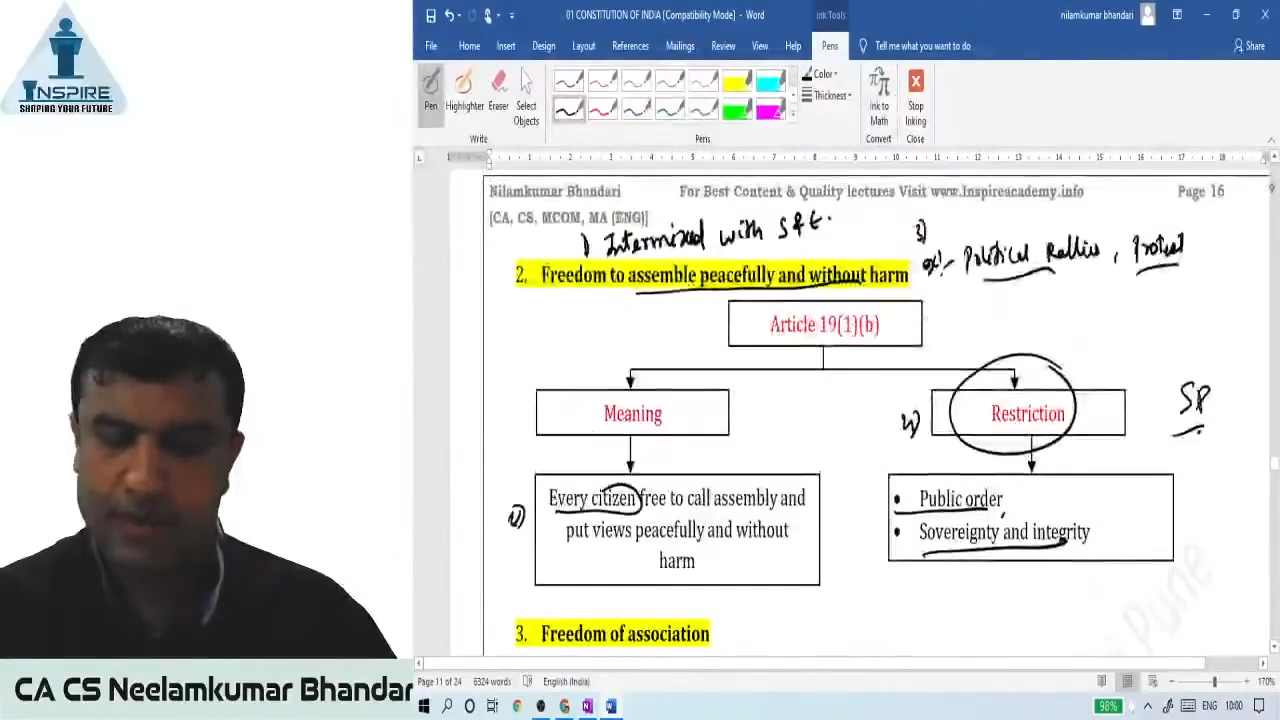 INSPIRE
SHAPING YOUR FUTURE
01 CONSTITUTION OF INDIA [Compatibility Mode] - Word
Ink Tools
nilamkumar bhandari
File Home Insert Design Layout References Mailings Review View Help Pens Tell me what you want to do Share
Pen Highlighter Eraser Select Objects
Color
Thickness
Ink to Math
Stop Inking
Write Pens Convert Close
Nilamkumar Bhandari For Best Content & Quality lectures Visit www.Inspireacademy.info Page 16
[CA, CS, MCOM, MA (ENG)]
1) Intermixed with S & E.
3)
ex:- Political Rallies, Protest
2. Freedom to assemble peacefully and without harm
Article 19(1)(b)
Meaning
Restriction
SP
Every citizen free to call assembly and
put views peacefully and without
harm
• Public order
• Sovereignty and integrity
3. Freedom of association
Pune
Page 11 of 24 6324 words English (India) 170%
CA CS Neelamkumar Bhandar
98% ENG 10:00